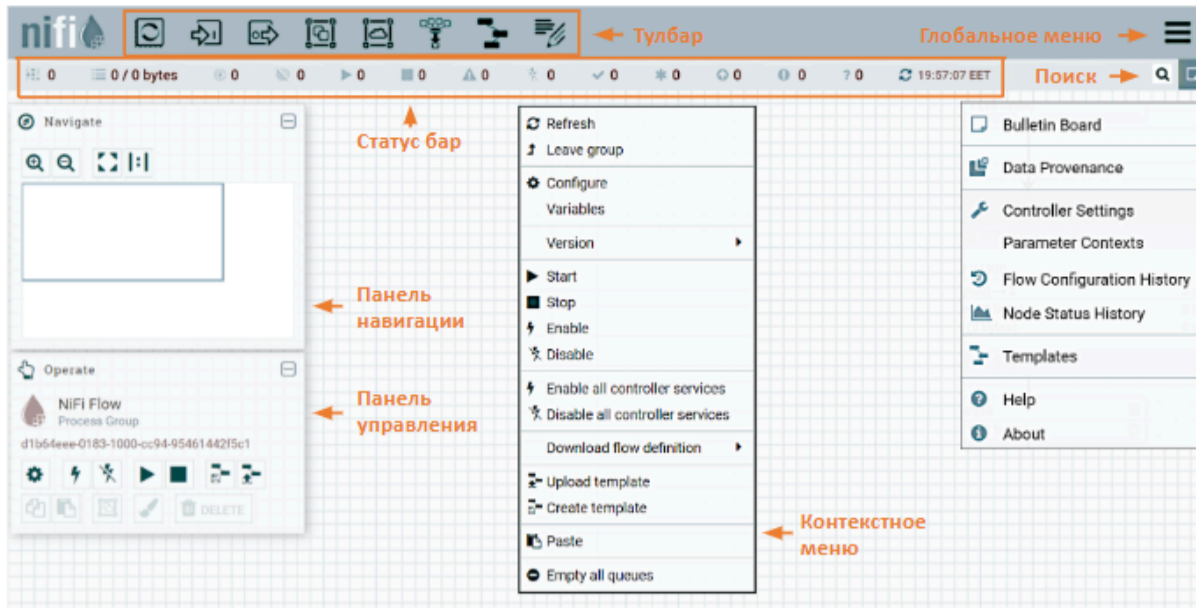 nifi
Тулбар
Глобальное меню
0
0 / 0 bytes
0
0
0
0
0
0
0
0
0
0
? 0
19:57:07 EET
Поиск
Статус бар
Navigate
Панель
навигации
Operate
NiFi Flow
Process Group
d1b64eee-0183-1000-cc94-95461442f5c1
DELETE
Панель
управления
Refresh
Leave group
Configure
Variables
Version
Start
Stop
Enable
Disable
Enable all controller services
Disable all controller services
Download flow definition
Upload template
Create template
Paste
Empty all queues
Контекстное
меню
Bulletin Board
Data Provenance
Controller Settings
Parameter Contexts
Flow Configuration History
Node Status History
Templates
Help
About